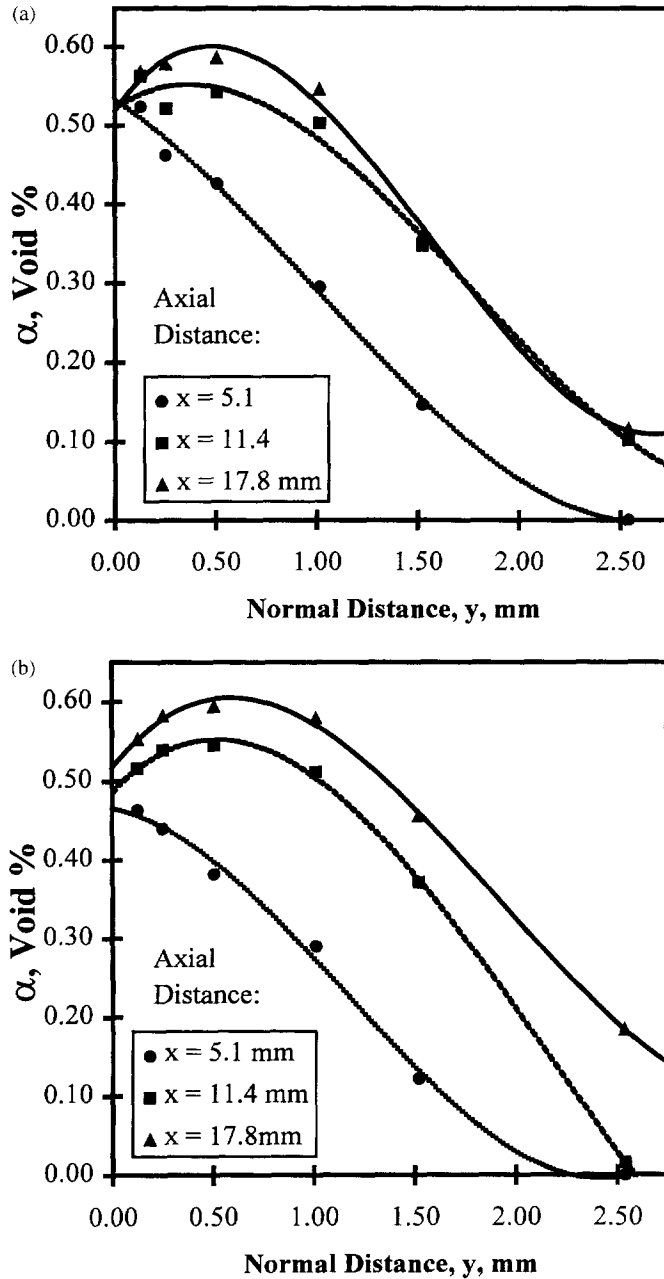 (a)
0.60
0.50
0.40
0.30
0.20
0.10
0.00
α, Void %
Axial
Distance:
x = 5.1
x = 11.4
x = 17.8 mm
0.00 0.50 1.00 1.50 2.00 2.50
Normal Distance, y, mm
(b)
0.60
0.50
0.40
0.30
0.20
0.10
0.00
α, Void %
Axial
Distance:
x = 5.1 mm
x = 11.4 mm
x = 17.8mm
0.00 0.50 1.00 1.50 2.00 2.50
Normal Distance, y, mm